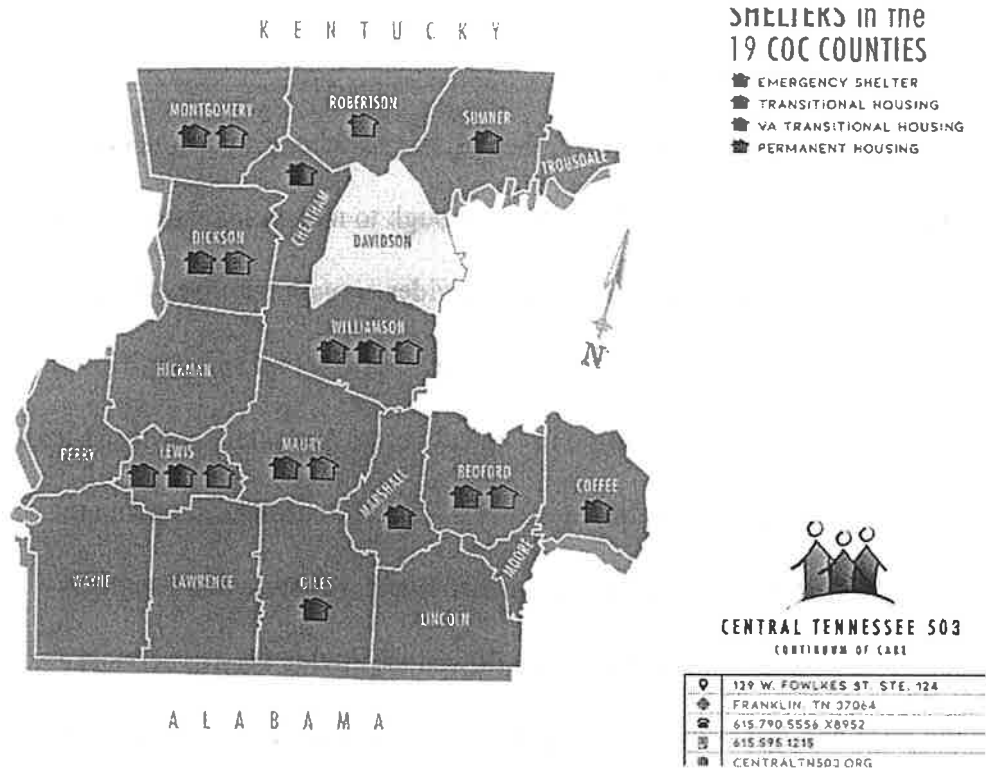 KENTUCKY
SHELTERS in the
19 COC COUNTIES
EMERGENCY SHELTER
TRANSITIONAL HOUSING
VA TRANSITIONAL HOUSING
PERMANENT HOUSING
MONTGOMERY
ROBERTSON
SUMNER
TROUSDALE
CHEATHAM
DICKSON
DAVIDSON
WILLIAMSON
HICKMAN
N
PERRY
LEWIS
MAURY
MARSHALL
BEDFORD
COFFEE
MOORE
WAYNE
LAWRENCE
GILES
LINCOLN
ALABAMA
CENTRAL TENNESSEE 503
CONTINUUM OF CARE
129 W. FOWLKES ST. STE. 124
FRANKLIN, TN 37064
615.790.5556 X8952
615.595.1215
CENTRALTN503.ORG